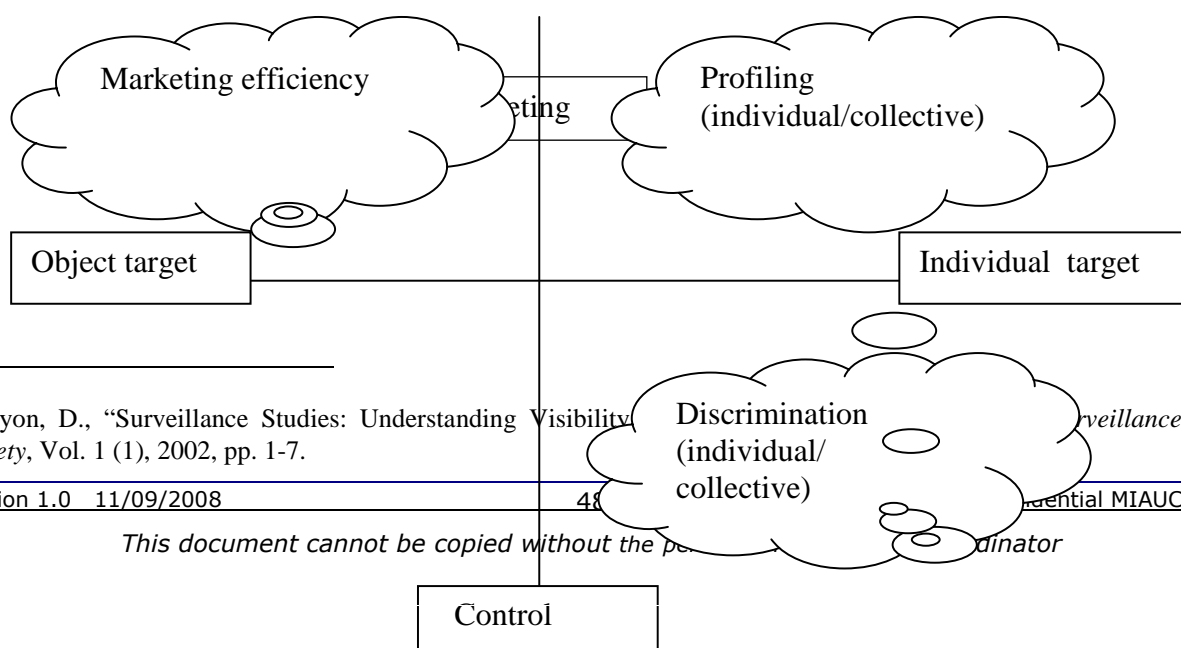 Marketing efficiency
eting
Profiling
(individual/collective)
Object target
Individual target
yon, D., “Surveillance Studies: Understanding Visibility rveillance
ety, Vol. 1 (1), 2002, pp. 1-7.
Discrimination
(individual/
collective)
ion 1.0 11/09/2008 48 dential MIAUC
This document cannot be copied without the pe dinator
Control